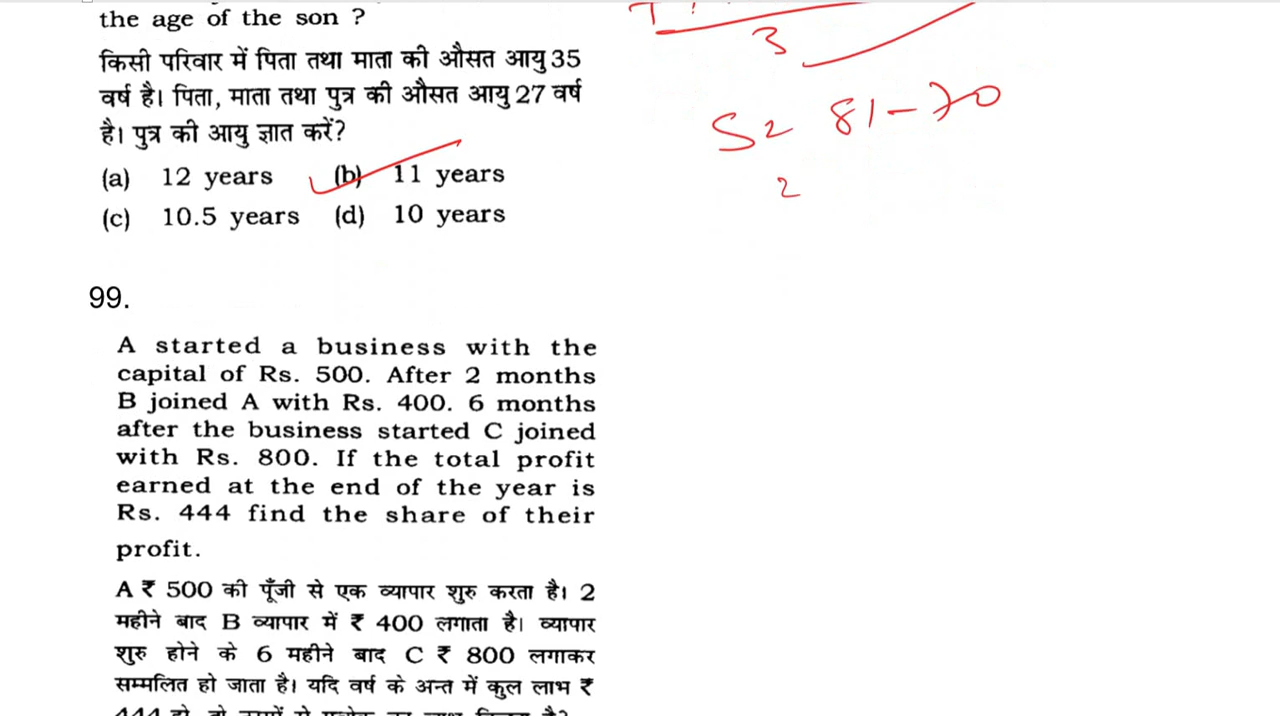 the age of the son ?
किसी परिवार में पिता तथा माता की औसत आयु 35
वर्ष है। पिता, माता तथा पुत्र की औसत आयु 27 वर्ष
है। पुत्र की आयु ज्ञात करें?
(a) 12 years (b) 11 years
(c) 10.5 years (d) 10 years
3
S = 81-70
=
99.
A started a business with the
capital of Rs. 500. After 2 months
B joined A with Rs. 400. 6 months
after the business started C joined
with Rs. 800. If the total profit
earned at the end of the year is
Rs. 444 find the share of their
profit.
A ₹ 500 की पूँजी से एक व्यापार शुरु करता है। 2
महीने बाद B व्यापार में ₹ 400 लगाता है। व्यापार
शुरु होने के 6 महीने बाद C ₹ 800 लगाकर
सम्मलित हो जाता है। यदि वर्ष के अन्त में कुल लाभ ₹